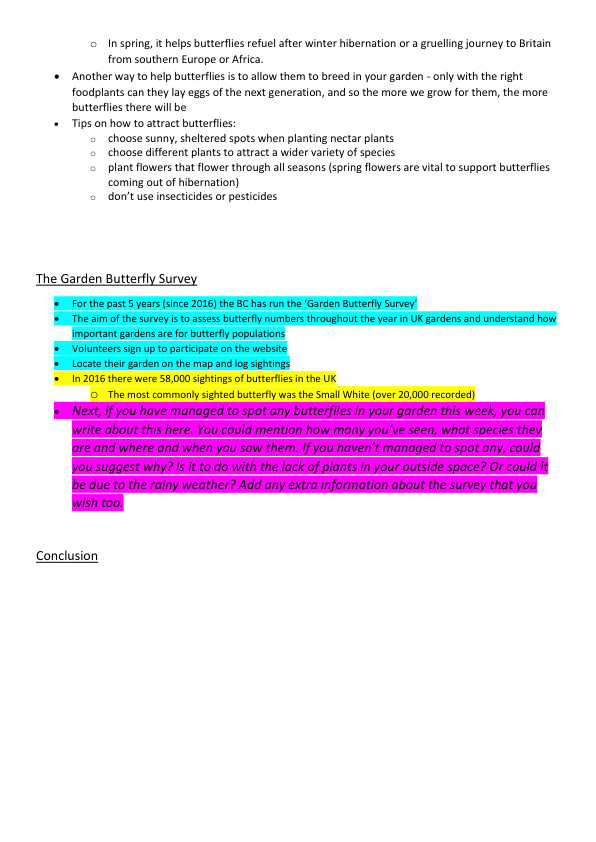 o In spring, it helps butterflies refuel after winter hibernation or a gruelling journey to Britain
from southern Europe or Africa.
• Another way to help butterflies is to allow them to breed in your garden - only with the right
foodplants can they lay eggs of the next generation, and so the more we grow for them, the more
butterflies there will be
• Tips on how to attract butterflies:
o choose sunny, sheltered spots when planting nectar plants
o choose different plants to attract a wider variety of species
o plant flowers that flower through all seasons (spring flowers are vital to support butterflies
coming out of hibernation)
o don’t use insecticides or pesticides
The Garden Butterfly Survey
• For the past 5 years (since 2016) the BC has run the ‘Garden Butterfly Survey’
• The aim of the survey is to assess butterfly numbers throughout the year in UK gardens and understand how
important gardens are for butterfly populations
• Volunteers sign up to participate on the website
• Locate their garden on the map and log sightings
• In 2016 there were 58,000 sightings of butterflies in the UK
o The most commonly sighted butterfly was the Small White (over 20,000 recorded)
• Next, if you have managed to spot any butterflies in your garden this week, you can
write about this here. You could mention how many you’ve seen, what species they
are and where and when you saw them. If you haven’t managed to spot any, could
you suggest why? Is it to do with the lack of plants in your outside space? Or could it
be due to the rainy weather? Add any extra information about the survey that you
wish too.
Conclusion